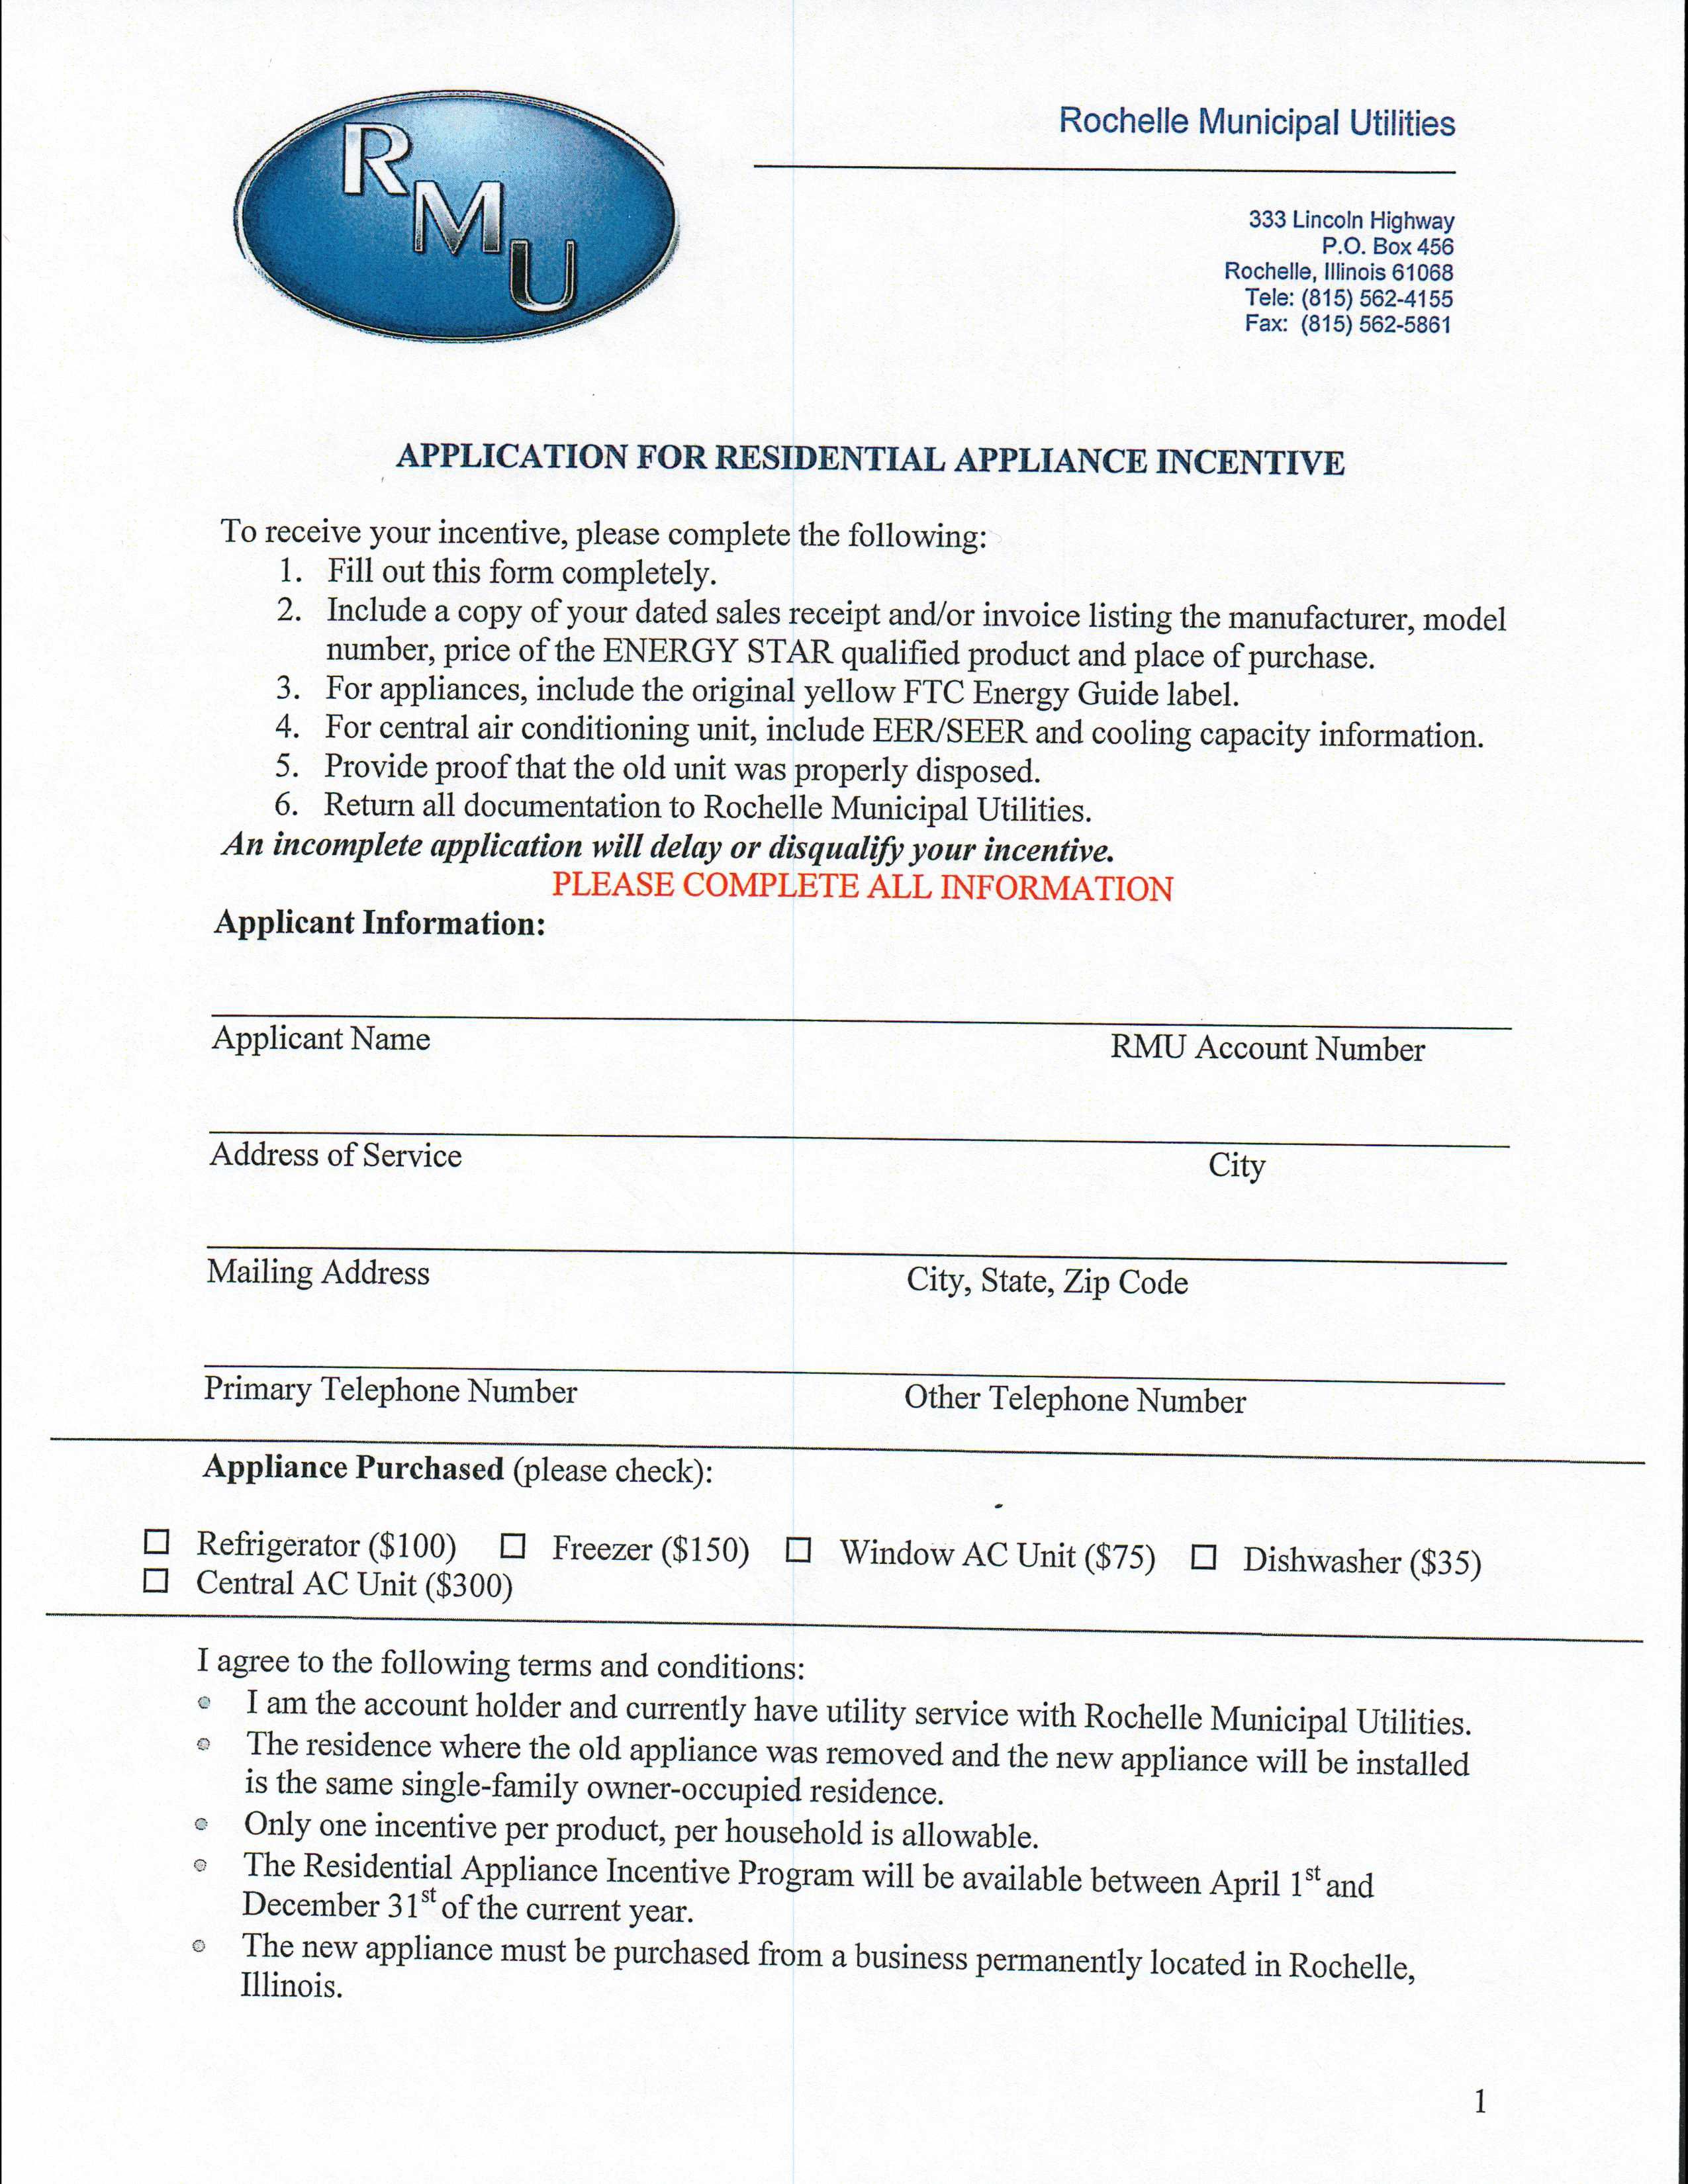 RMU
Rochelle Municipal Utilities
333 Lincoln Highway
P.O. Box 456
Rochelle, Illinois 61068
Tele: (815) 562-4155
Fax: (815) 562-5861
APPLICATION FOR RESIDENTIAL APPLIANCE INCENTIVE
To receive your incentive, please complete the following:
1. Fill out this form completely.
2. Include a copy of your dated sales receipt and/or invoice listing the manufacturer, model
number, price of the ENERGY STAR qualified product and place of purchase.
3. For appliances, include the original yellow FTC Energy Guide label.
4. For central air conditioning unit, include EER/SEER and cooling capacity information.
5. Provide proof that the old unit was properly disposed.
6. Return all documentation to Rochelle Municipal Utilities.
An incomplete application will delay or disqualify your incentive.
PLEASE COMPLETE ALL INFORMATION
Applicant Information:
Applicant Name RMU Account Number
Address of Service City
Mailing Address City, State, Zip Code
Primary Telephone Number Other Telephone Number
Appliance Purchased (please check):
☐ Refrigerator ($100) ☐ Freezer ($150) ☐ Window AC Unit ($75) ☐ Dishwasher ($35)
☐ Central AC Unit ($300)
I agree to the following terms and conditions:
• I am the account holder and currently have utility service with Rochelle Municipal Utilities.
• The residence where the old appliance was removed and the new appliance will be installed
is the same single-family owner-occupied residence.
• Only one incentive per product, per household is allowable.
• The Residential Appliance Incentive Program will be available between April 1st and
December 31st of the current year.
• The new appliance must be purchased from a business permanently located in Rochelle,
Illinois.
1